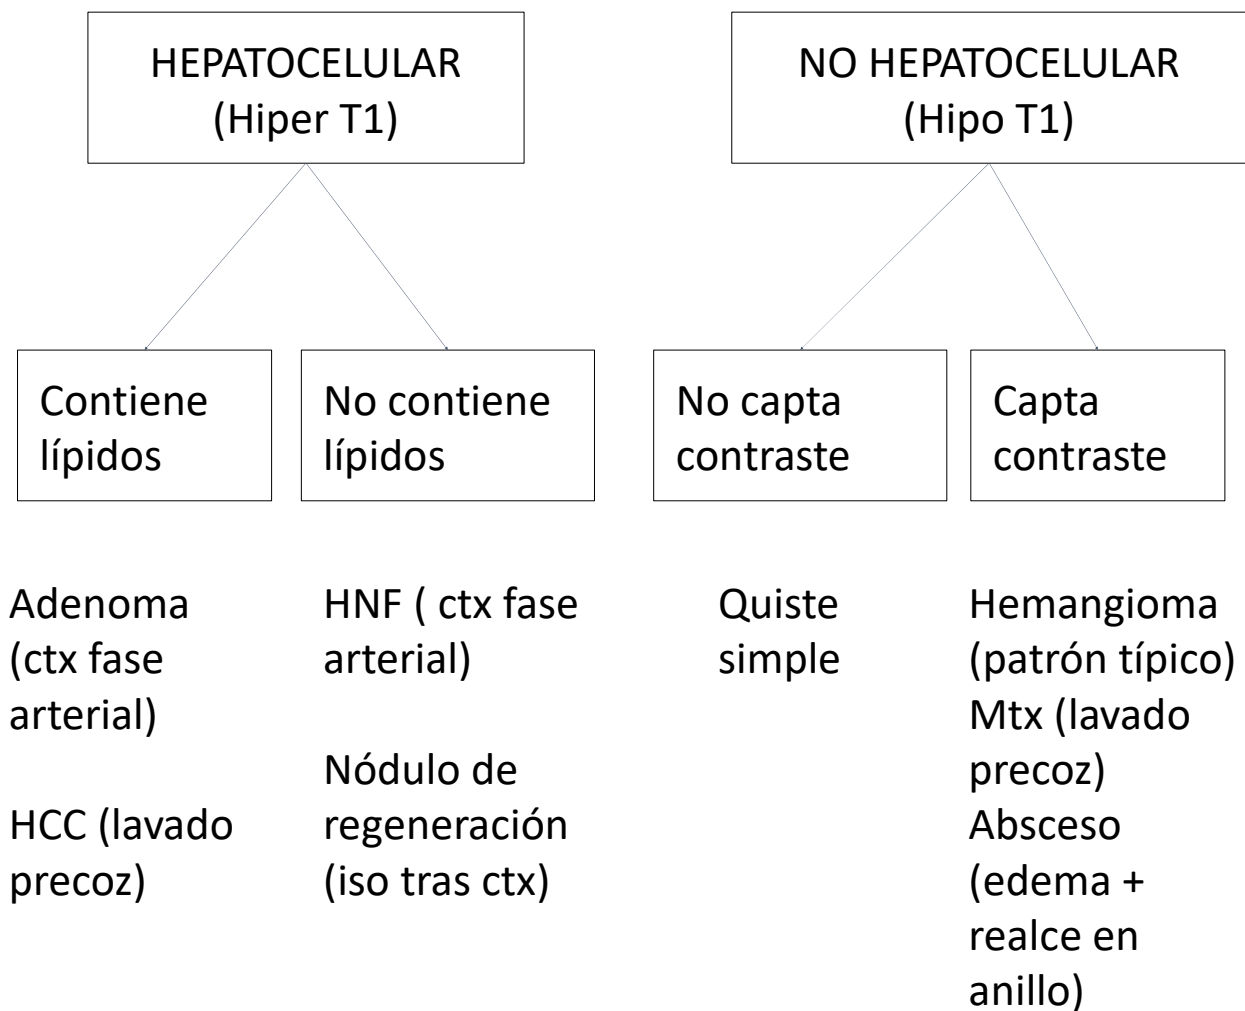 HEPATOCELULAR
(Hiper T1)
NO HEPATOCELULAR
(Hipo T1)
Contiene
lípidos
No contiene
lípidos
No capta
contraste
Capta
contraste
Adenoma
(ctx fase
arterial)
HCC (lavado
precoz)
HNF ( ctx fase
arterial)
Nódulo de
regeneración
(iso tras ctx)
Quiste
simple
Hemangioma
(patrón típico)
Mtx (lavado
precoz)
Absceso
(edema +
realce en
anillo)